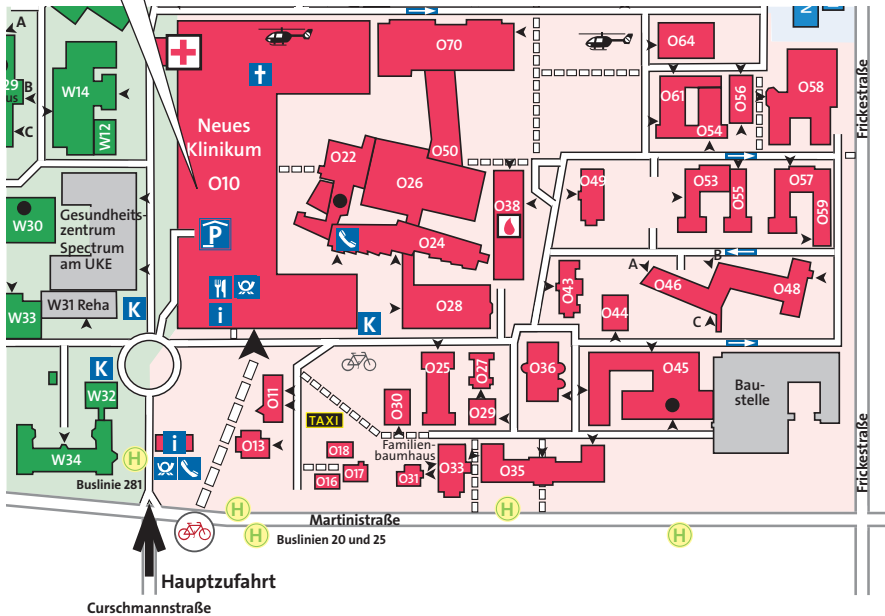 A
B
29
us
C
W14
W12
Neues
Klinikum
O10
O70
O50
O22
O26
O24
O38
O28
O64
O61
O54
O56
O58
Frickestraße
O49
O53
O55
O57
O59
W30
Gesundheits-
zentrum
Spectrum
am UKE
W31 Reha
W33
K
P
i
K
A
B
O46
C
O48
O43
O44
O45
Bau-
stelle
K
W32
W34
H
Buslinie 281
i
O11
O13
TAXI
O30
Familien-
baumhaus
O25
O27
O29
O36
O18
O17
O16
O31
O33
O35
Frickestraße
H
H
H
H
Martinistraße
Buslinien 20 und 25
Hauptzufahrt
Curschmannstraße